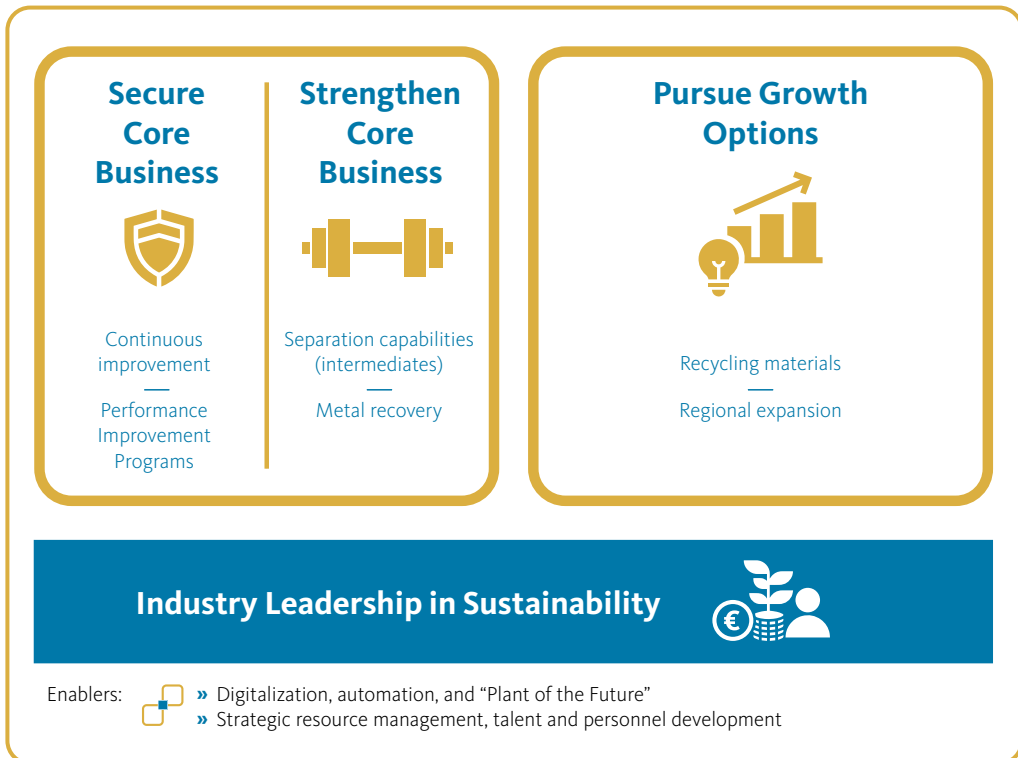 Secure
Core
Business
Continuous
improvement
Performance
Improvement
Programs
Strengthen
Core
Business
Separation capabilities
(intermediates)
Metal recovery
Pursue Growth
Options
Recycling materials
Regional expansion
Industry Leadership in Sustainability
€
Enablers:
» Digitalization, automation, and “Plant of the Future”
» Strategic resource management, talent and personnel development